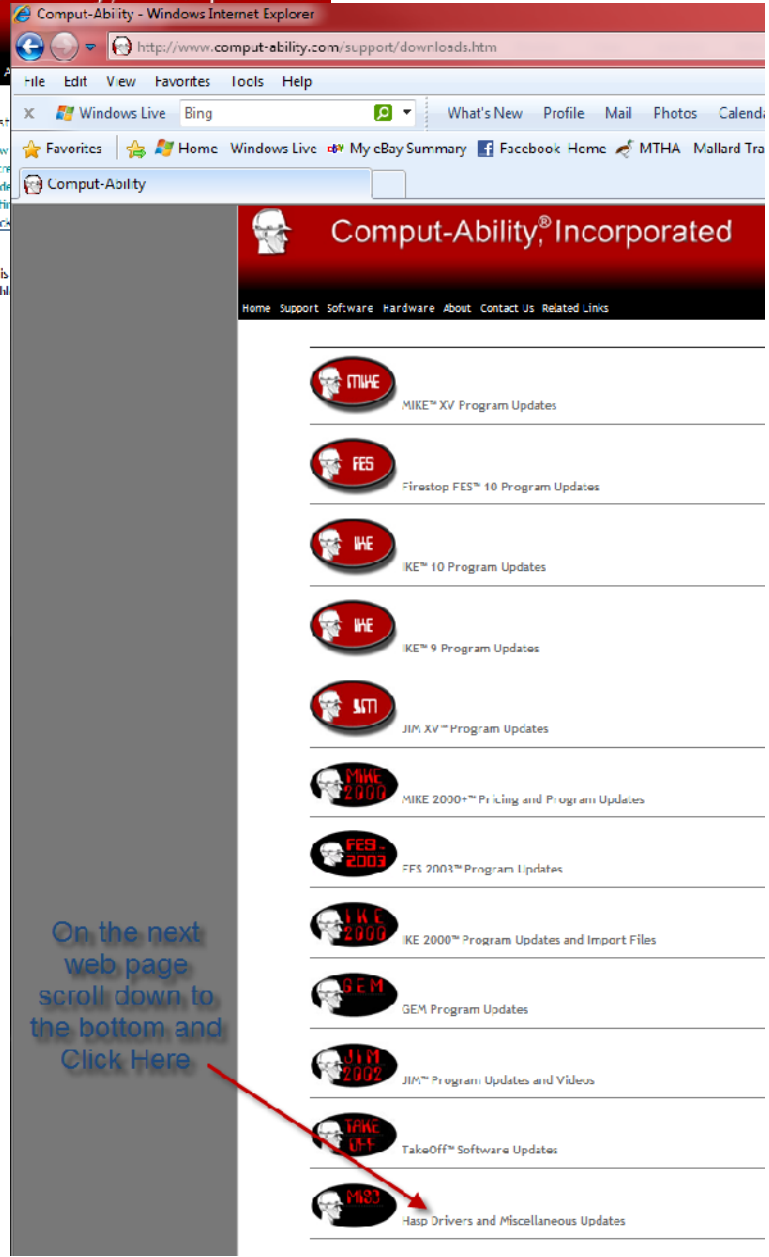 Comput-Ability - Windows Internet Explorer
http://www.comput-ability.com/support/downloads.htm
File Edit View Favorites Tools Help
x Windows Live Bing What's New Profile Mail Photos Calenda
Favorites Home Windows Live My eBay Summary Facebook Home MTHA Mallard Tra
Comput-Ability
Comput-Ability,® Incorporated
Home Support Software Hardware About Contact Us Related Links
MIKE
MIKE™ XV Program Updates
FES
Firestop FES™ 10 Program Updates
IKE
IKE™ 10 Program Updates
IKE
IKE™ 9 Program Updates
JIM
JIM XV™ Program Updates
MIKE
2000
MIKE 2000+™ Pricing and Program Updates
FES-
2003
FES 2003™ Program Updates
IKE
2000
IKE 2000™ Program Updates and Import Files
GEM
GEM Program Updates
JIM
2002
JIM™ Program Updates and Videos
TAKE
OFF
TakeOff™ Software Updates
Hasp Drivers and Miscellaneous Updates
On the next
web page
scroll down to
the bottom and
Click Here